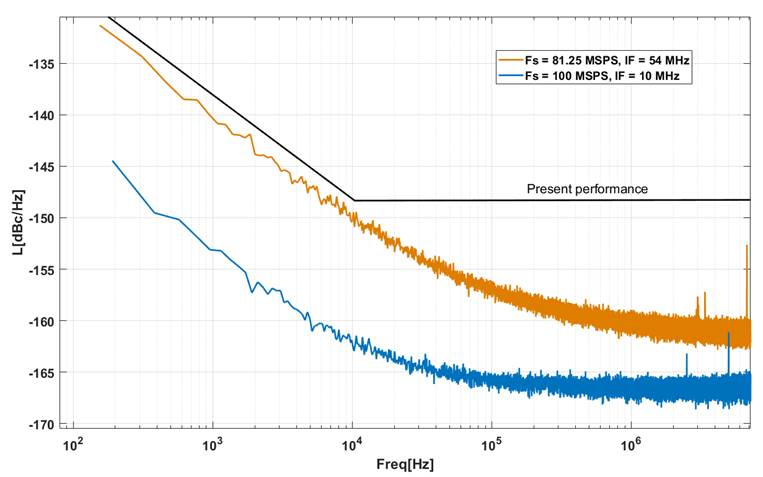 -135
-140
-145
-150
-155
-160
-165
-170
L[dBc/Hz]
Fs = 81.25 MSPS, IF = 54 MHz
Fs = 100 MSPS, IF = 10 MHz
Present performance
10² 10³ 10⁴ 10⁵ 10⁶
Freq[Hz]